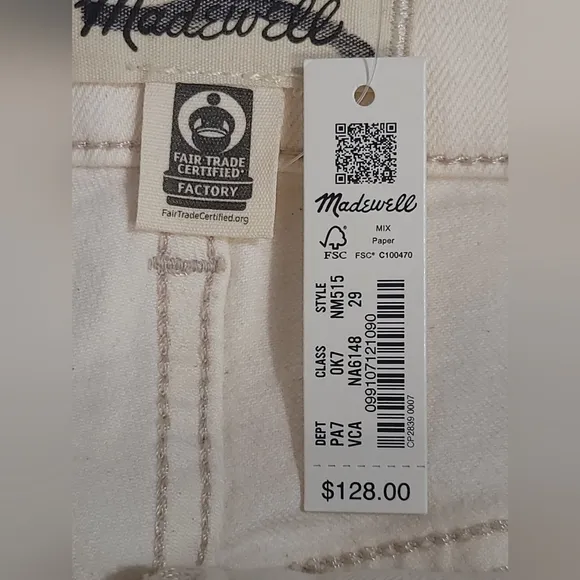 Madewell
FAIR TRADE
CERTIFIED
FACTORY
FairTradeCertified.org
Madewell
FSC
MIX
Paper
FSC® C100470
DEPT CLASS STYLE
PA7 OK7 NM515
VCA NA6148 29
099107121090
CP2839 0007
$128.00